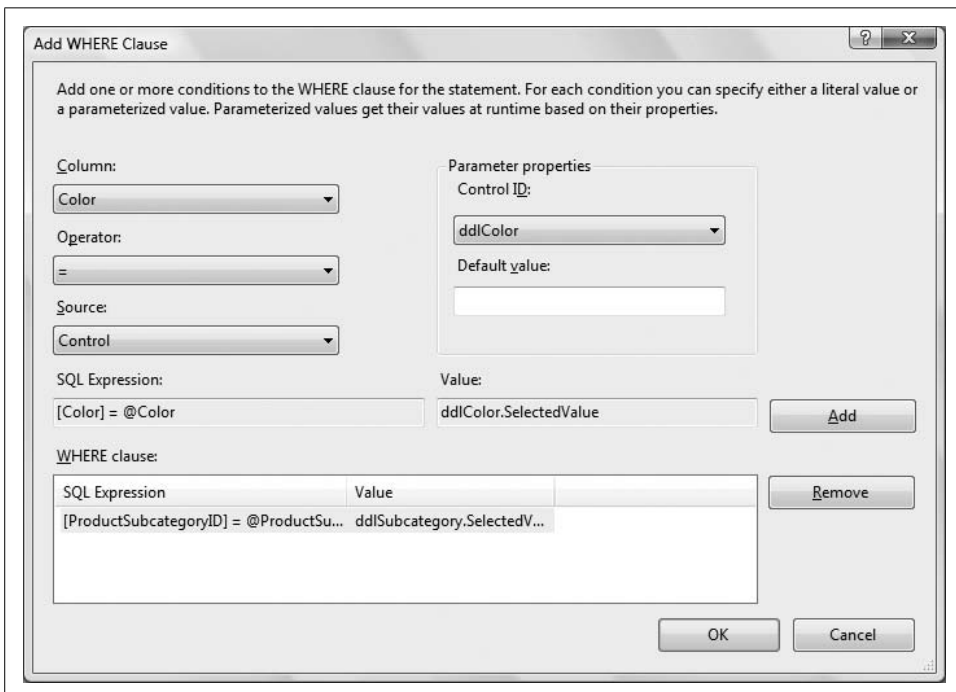 Add WHERE Clause
Add one or more conditions to the WHERE clause for the statement. For each condition you can specify either a literal value or
a parameterized value. Parameterized values get their values at runtime based on their properties.
Column:
Color
Operator:
=
Source:
Control
Parameter properties
Control ID:
ddlColor
Default value:
SQL Expression:
[Color] = @Color
Value:
ddlColor.SelectedValue
Add
WHERE clause:
SQL Expression Value
[ProductSubcategoryID] = @ProductSu... ddlSubcategory.SelectedV...
Remove
OK
Cancel